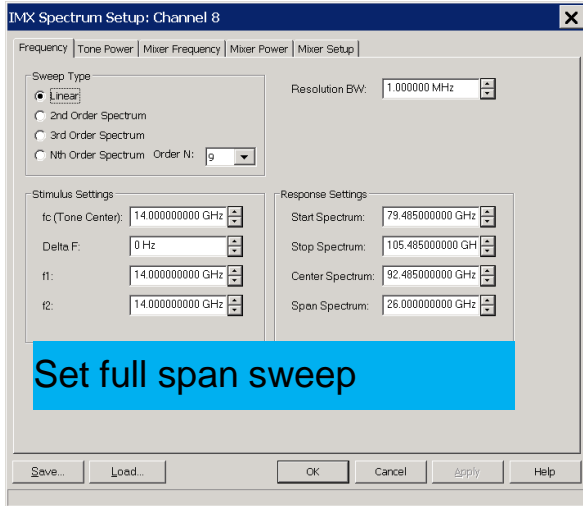 IMX Spectrum Setup: Channel 8
Frequency Tone Power Mixer Frequency Mixer Power Mixer Setup
Sweep Type
Linear
2nd Order Spectrum
3rd Order Spectrum
Nth Order Spectrum Order N: 9
Resolution BW: 1.000000 MHz
Stimulus Settings
fc (Tone Center): 14.000000000 GHz
Delta F: 0 Hz
f1: 14.000000000 GHz
f2: 14.000000000 GHz
Response Settings
Start Spectrum: 79.485000000 GHz
Stop Spectrum: 105.485000000 GH
Center Spectrum: 92.485000000 GHz
Span Spectrum: 26.000000000 GHz
Set full span sweep
Save... Load... OK Cancel Apply Help